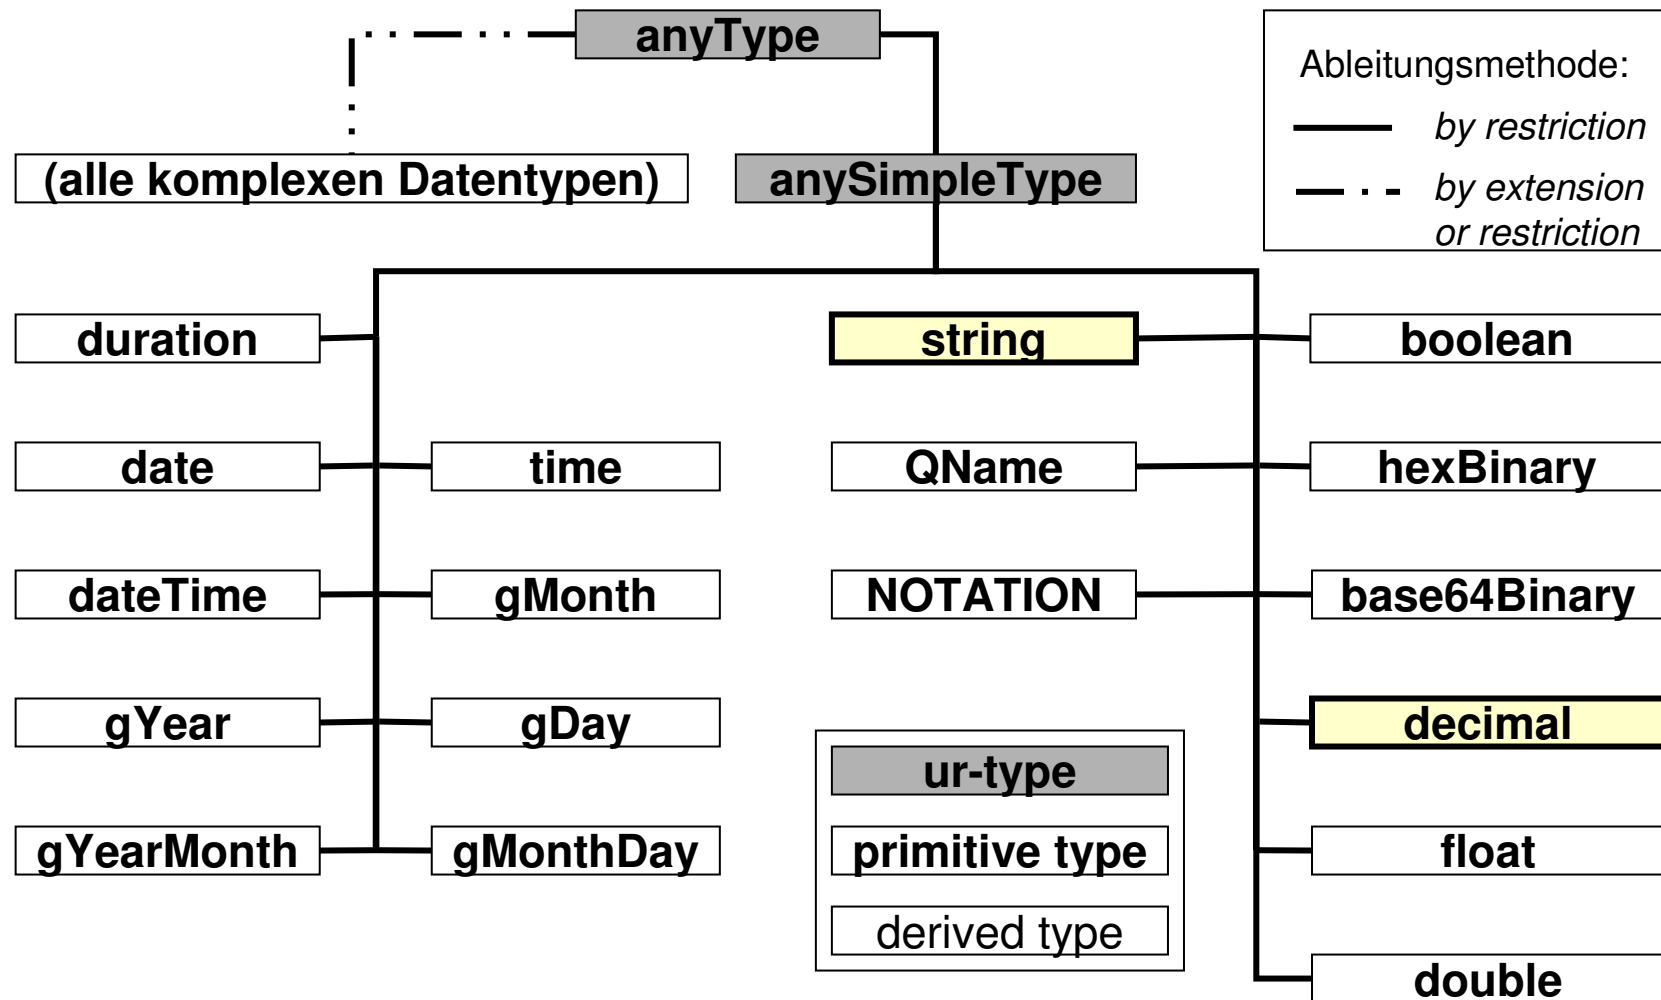 anyType
Ableitungsmethode:
by restriction
by extension
or restriction
(alle komplexen Datentypen)
anySimpleType
duration
string
boolean
date
time
QName
hexBinary
dateTime
gMonth
NOTATION
base64Binary
gYear
gDay
decimal
ur-type
gYearMonth
gMonthDay
primitive type
float
derived type
double